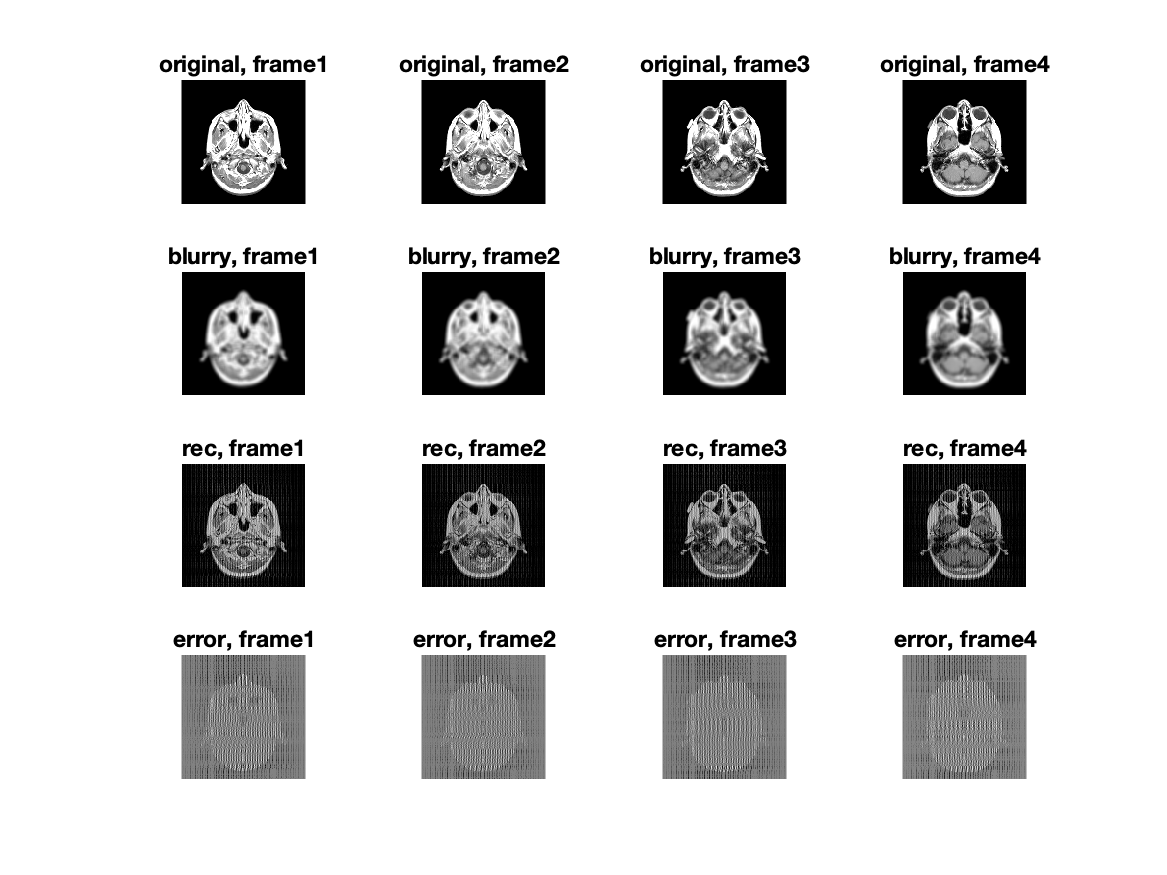 original, frame1 original, frame2 original, frame3 original, frame4
blurry, frame1 blurry, frame2 blurry, frame3 blurry, frame4
rec, frame1 rec, frame2 rec, frame3 rec, frame4
error, frame1 error, frame2 error, frame3 error, frame4